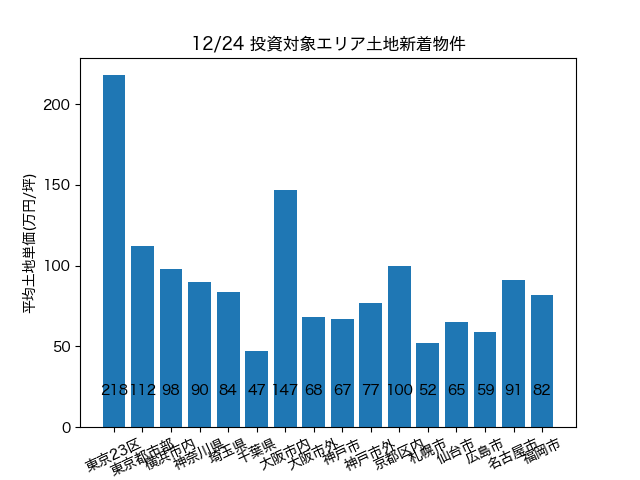 12/24 投資対象エリア土地新着物件
平均土地単価(万円/坪)
200
150
100
50
0
218 112 98 90 84 47 147 68 67 77 100 52 65 59 91 82
東京23区
東京都市部
横浜市内
神奈川県
埼玉県
千葉県
大阪市内
大阪市外
神戸市
神戸市外
京都区内
札幌市
仙台市
広島市
名古屋市
福岡市